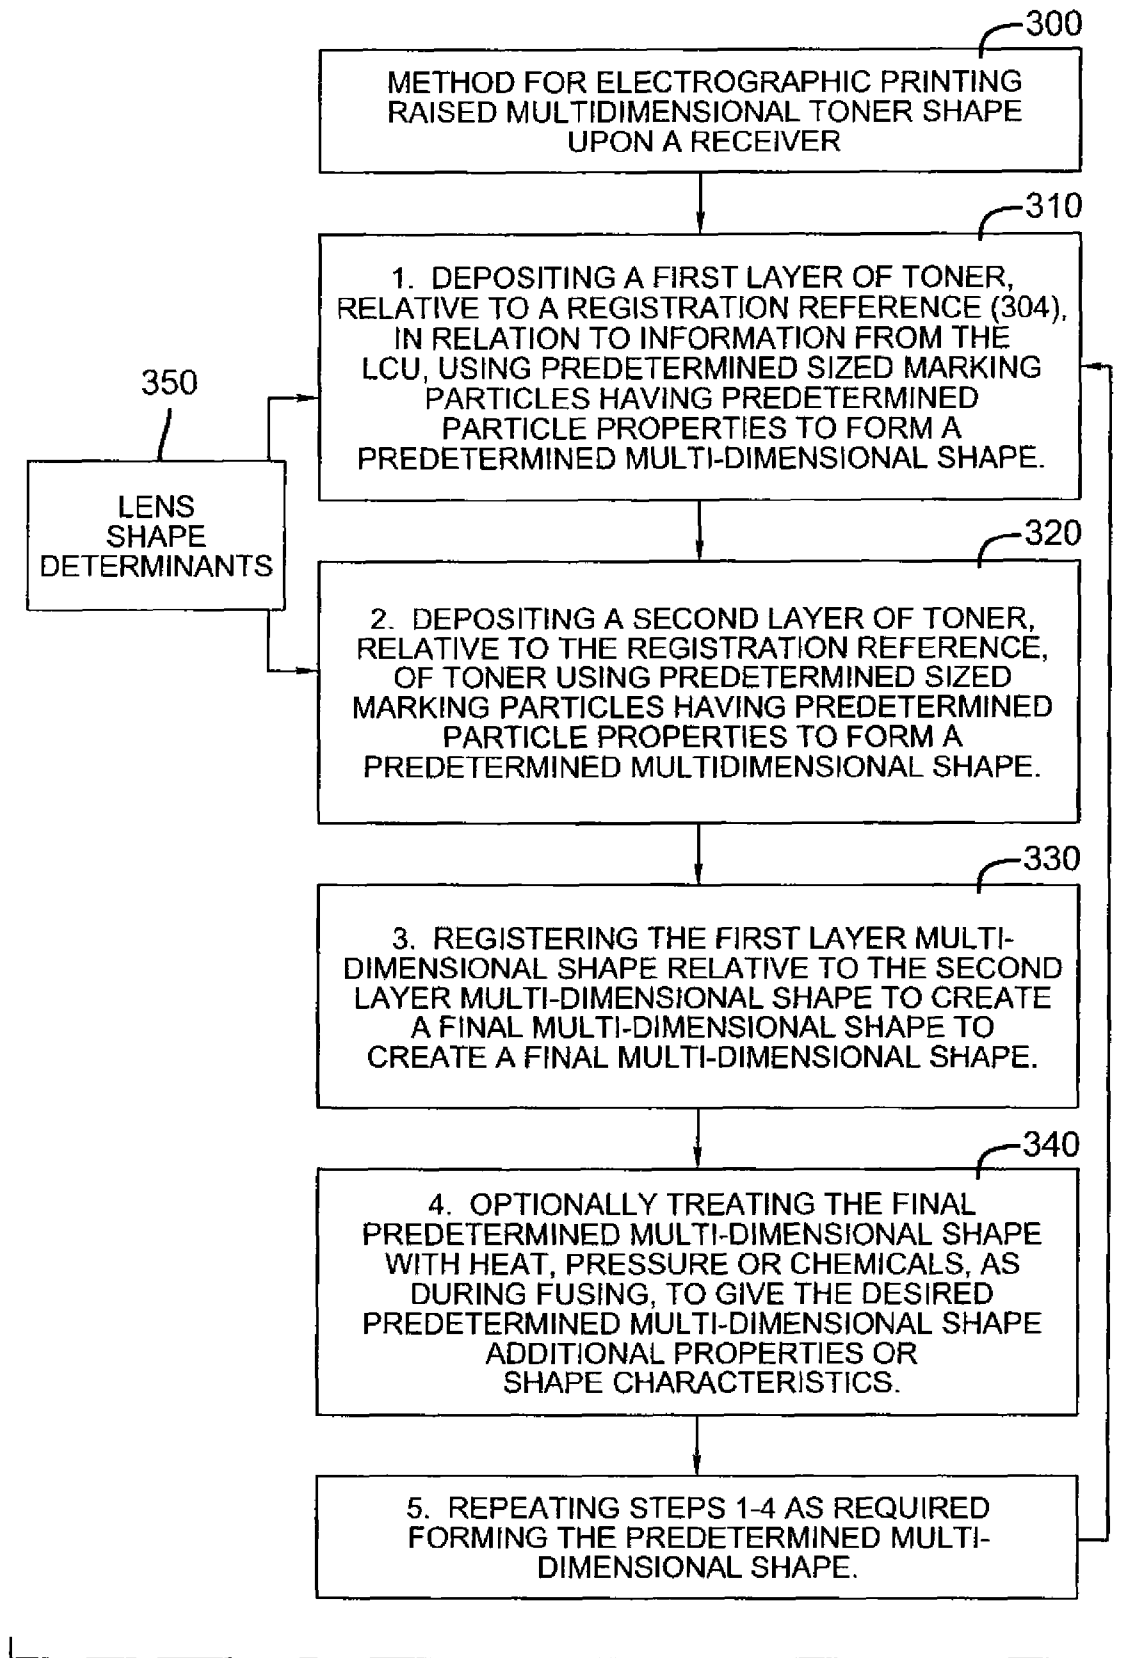 300
METHOD FOR ELECTROGRAPHIC PRINTING
RAISED MULTIDIMENSIONAL TONER SHAPE
UPON A RECEIVER
310
1. DEPOSITING A FIRST LAYER OF TONER,
RELATIVE TO A REGISTRATION REFERENCE (304),
IN RELATION TO INFORMATION FROM THE
LCU, USING PREDETERMINED SIZED MARKING
PARTICLES HAVING PREDETERMINED
PARTICLE PROPERTIES TO FORM A
PREDETERMINED MULTI-DIMENSIONAL SHAPE.
350
LENS
SHAPE
DETERMINANTS
320
2. DEPOSITING A SECOND LAYER OF TONER,
RELATIVE TO THE REGISTRATION REFERENCE,
OF TONER USING PREDETERMINED SIZED
MARKING PARTICLES HAVING PREDETERMINED
PARTICLE PROPERTIES TO FORM A
PREDETERMINED MULTIDIMENSIONAL SHAPE.
330
3. REGISTERING THE FIRST LAYER MULTI-
DIMENSIONAL SHAPE RELATIVE TO THE SECOND
LAYER MULTI-DIMENSIONAL SHAPE TO CREATE
A FINAL MULTI-DIMENSIONAL SHAPE TO
CREATE A FINAL MULTI-DIMENSIONAL SHAPE.
340
4. OPTIONALLY TREATING THE FINAL
PREDETERMINED MULTI-DIMENSIONAL SHAPE
WITH HEAT, PRESSURE OR CHEMICALS, AS
DURING FUSING, TO GIVE THE DESIRED
PREDETERMINED MULTI-DIMENSIONAL SHAPE
ADDITIONAL PROPERTIES OR
SHAPE CHARACTERISTICS.
5. REPEATING STEPS 1-4 AS REQUIRED
FORMING THE PREDETERMINED MULTI-
DIMENSIONAL SHAPE.